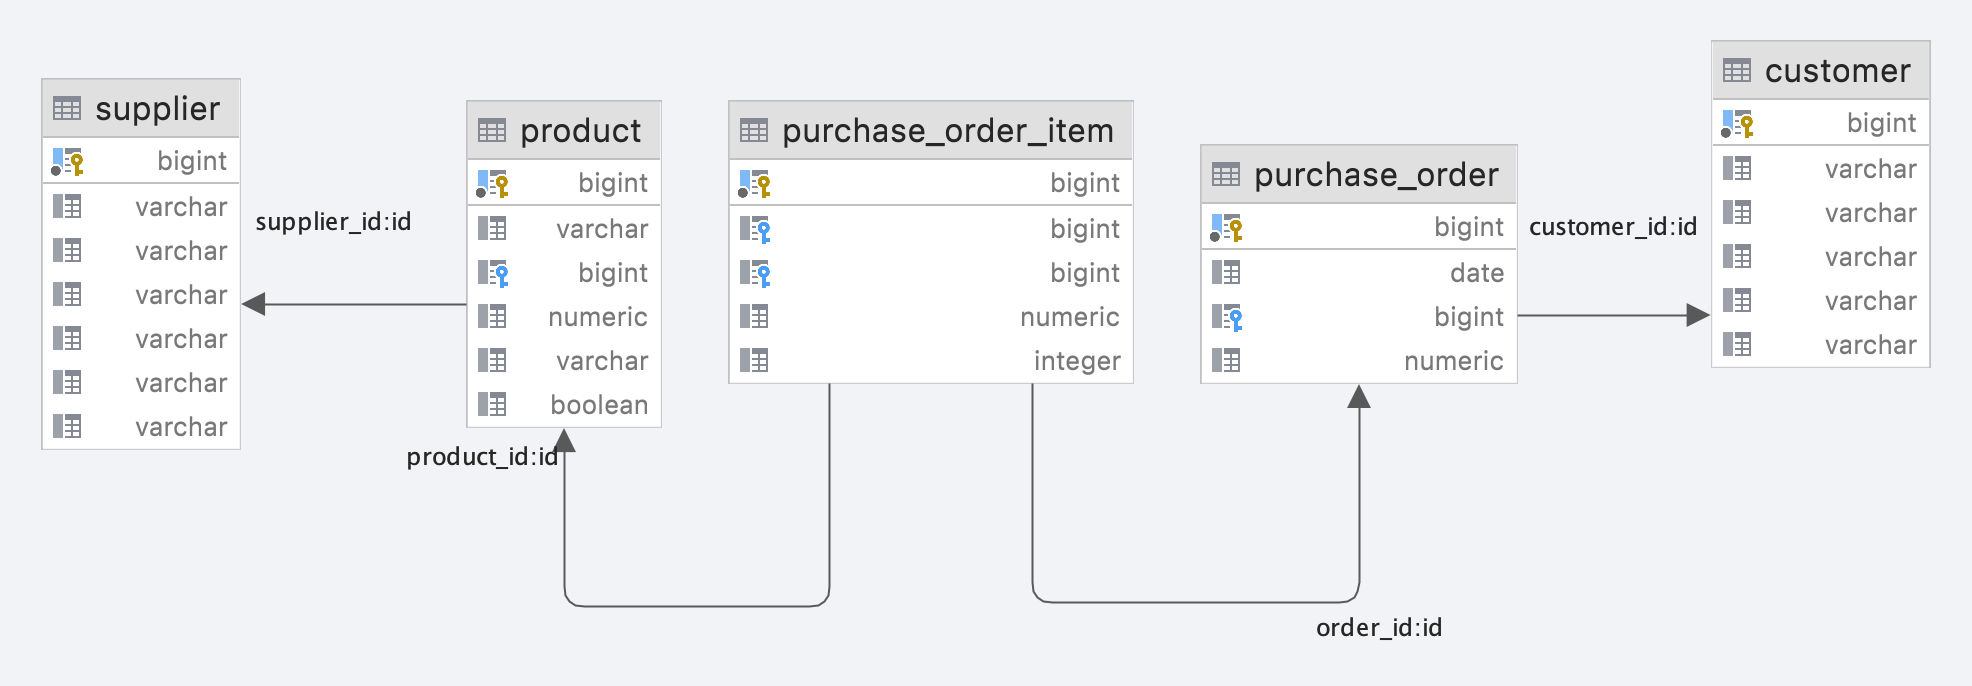 supplier
bigint
varchar
varchar
varchar
varchar
varchar
varchar
supplier_id:id
product
bigint
varchar
bigint
numeric
varchar
boolean
product_id:id
purchase_order_item
bigint
bigint
bigint
numeric
integer
purchase_order
bigint
date
bigint
numeric
order_id:id
customer_id:id
customer
bigint
varchar
varchar
varchar
varchar
varchar